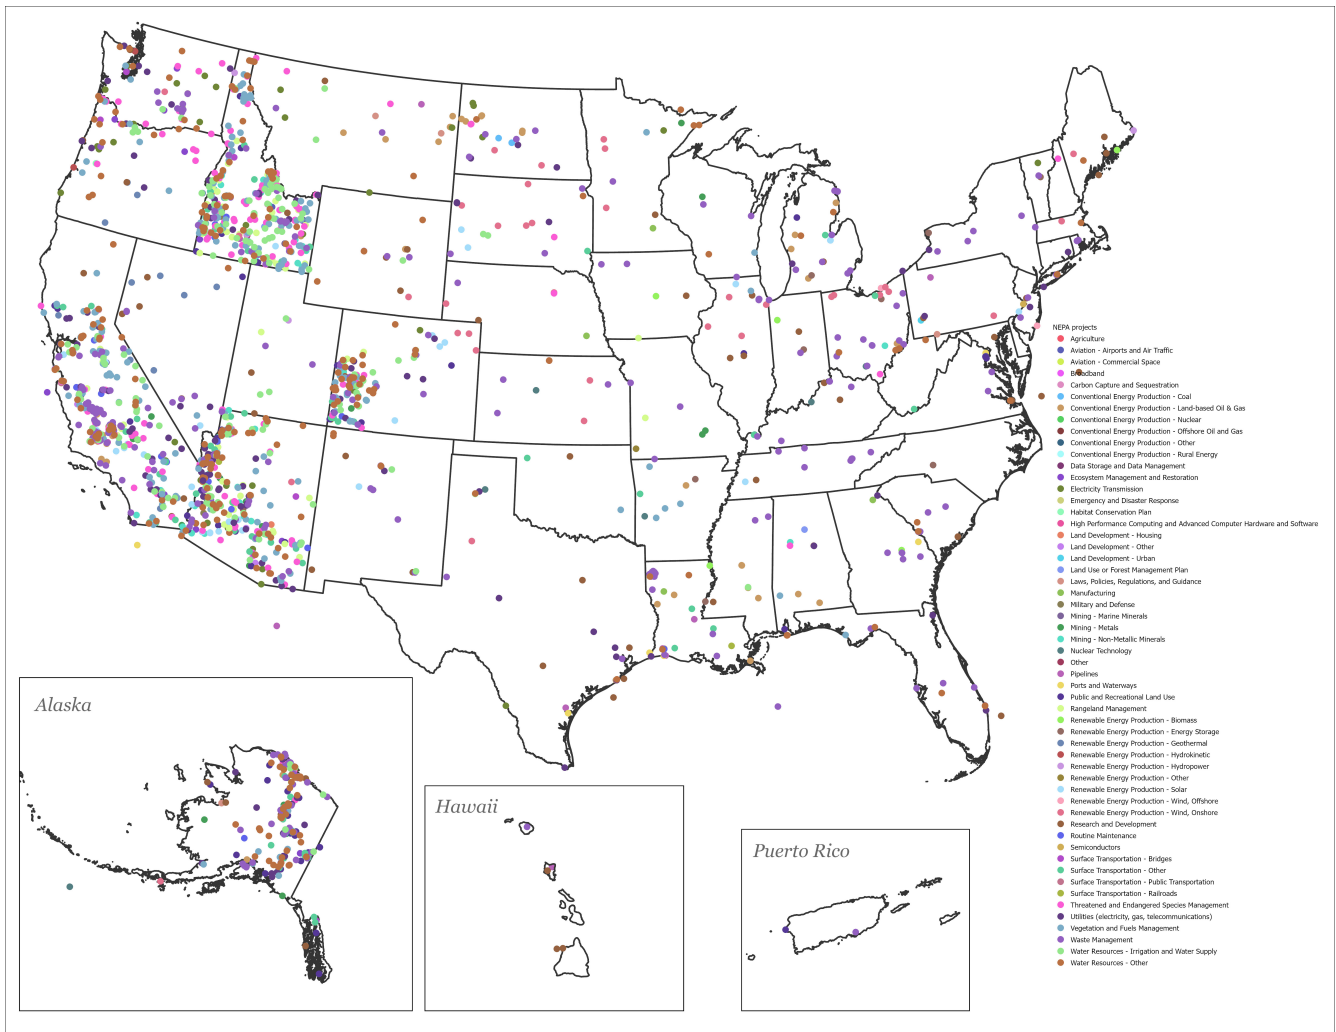 NEPA projects
Agriculture
Aviation - Airports and Air Traffic
Aviation - Commercial Space
Broadband
Carbon Capture and Sequestration
Conventional Energy Production - Coal
Conventional Energy Production - Land-based Oil & Gas
Conventional Energy Production - Nuclear
Conventional Energy Production - Offshore Oil and Gas
Conventional Energy Production - Other
Conventional Energy Production - Rural Energy
Data Storage and Data Management
Ecosystem Management and Restoration
Electricity Transmission
Emergency and Disaster Response
Habitat Conservation Plan
High Performance Computing and Advanced Computer Hardware and Software
Land Development - Housing
Land Development - Other
Land Development - Urban
Land Use or Forest Management Plan
Laws, Policies, Regulations, and Guidance
Manufacturing
Military and Defense
Mining - Marine Minerals
Mining - Metals
Mining - Non-Metallic Minerals
Nuclear Technology
Other
Pipelines
Ports and Waterways
Public and Recreational Land Use
Rangeland Management
Renewable Energy Production - Biomass
Renewable Energy Production - Energy Storage
Renewable Energy Production - Geothermal
Renewable Energy Production - Hydrokinetic
Renewable Energy Production - Hydropower
Renewable Energy Production - Other
Renewable Energy Production - Solar
Renewable Energy Production - Wind, Offshore
Renewable Energy Production - Wind, Onshore
Research and Development
Routine Maintenance
Semiconductors
Surface Transportation - Bridges
Surface Transportation - Other
Surface Transportation - Public Transportation
Surface Transportation - Railroads
Threatened and Endangered Species Management
Utilities (electricity, gas, telecommunications)
Vegetation and Fuels Management
Waste Management
Water Resources - Irrigation and Water Supply
Water Resources - Other
Alaska
Hawaii
Puerto Rico